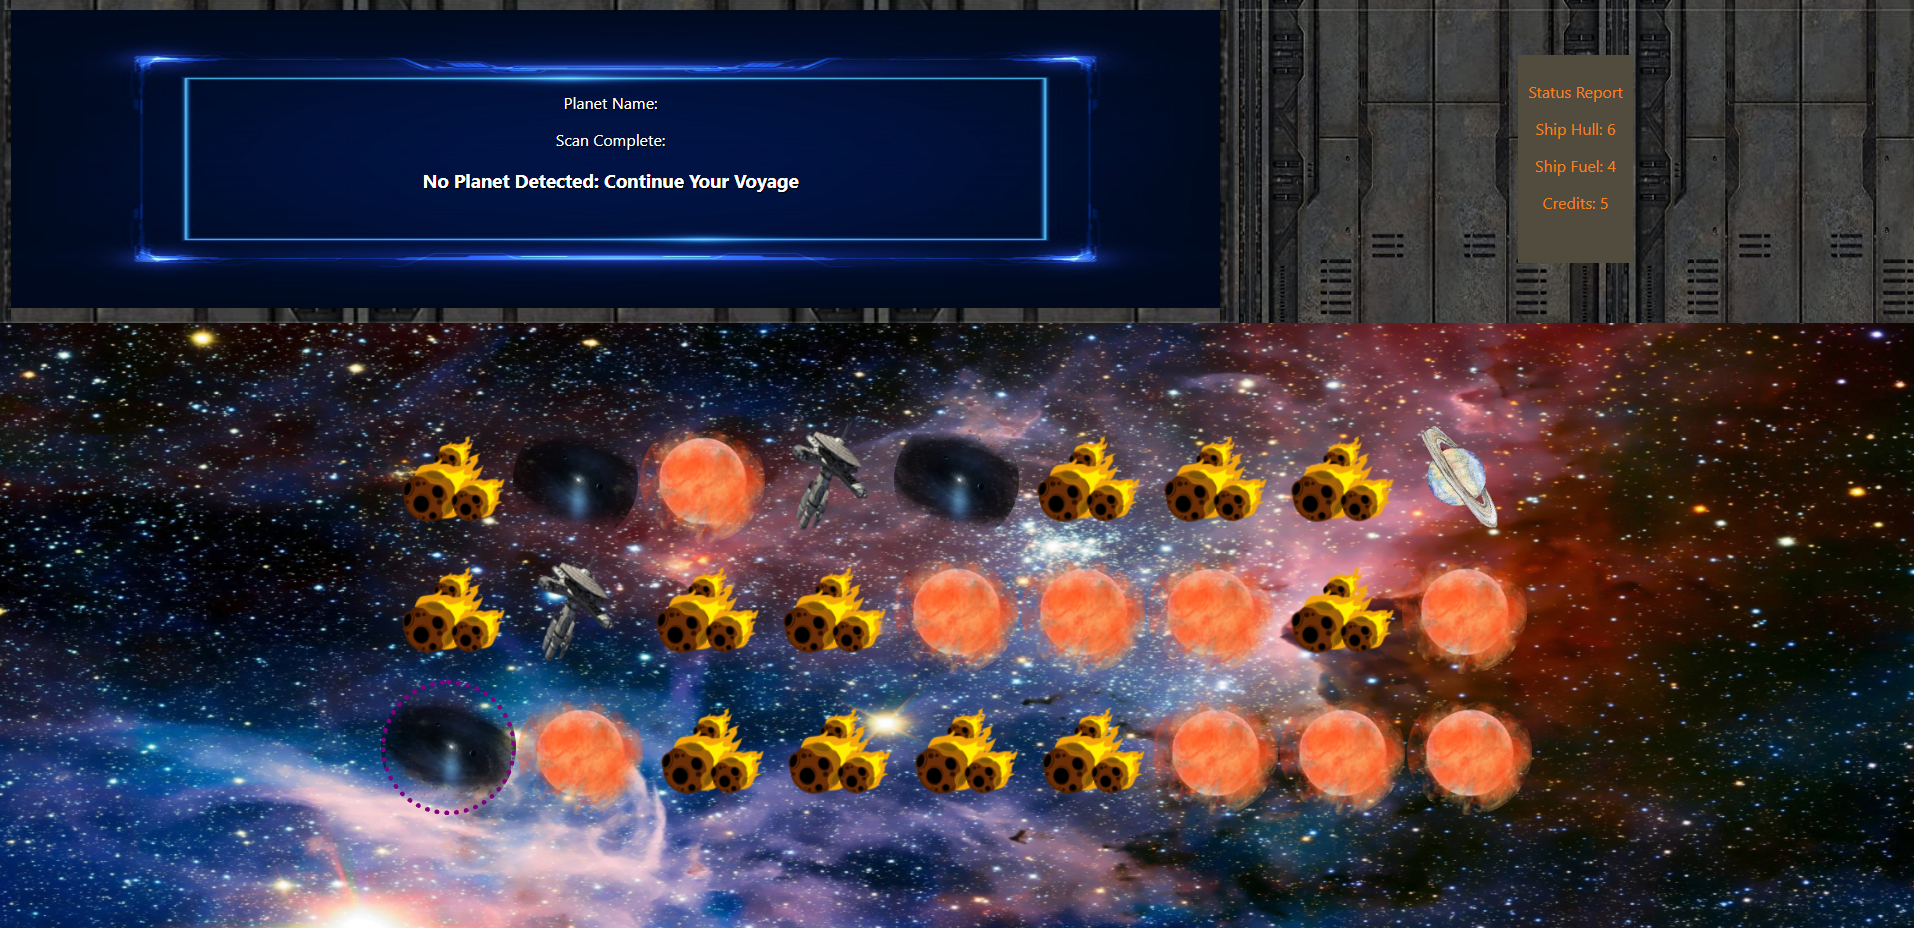 Planet Name:
Scan Complete:
No Planet Detected: Continue Your Voyage
Status Report
Ship Hull: 6
Ship Fuel: 4
Credits: 5